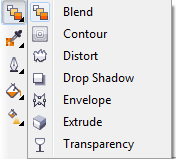 Blend
Contour
Distort
Drop Shadow
Envelope
Extrude
Transparency